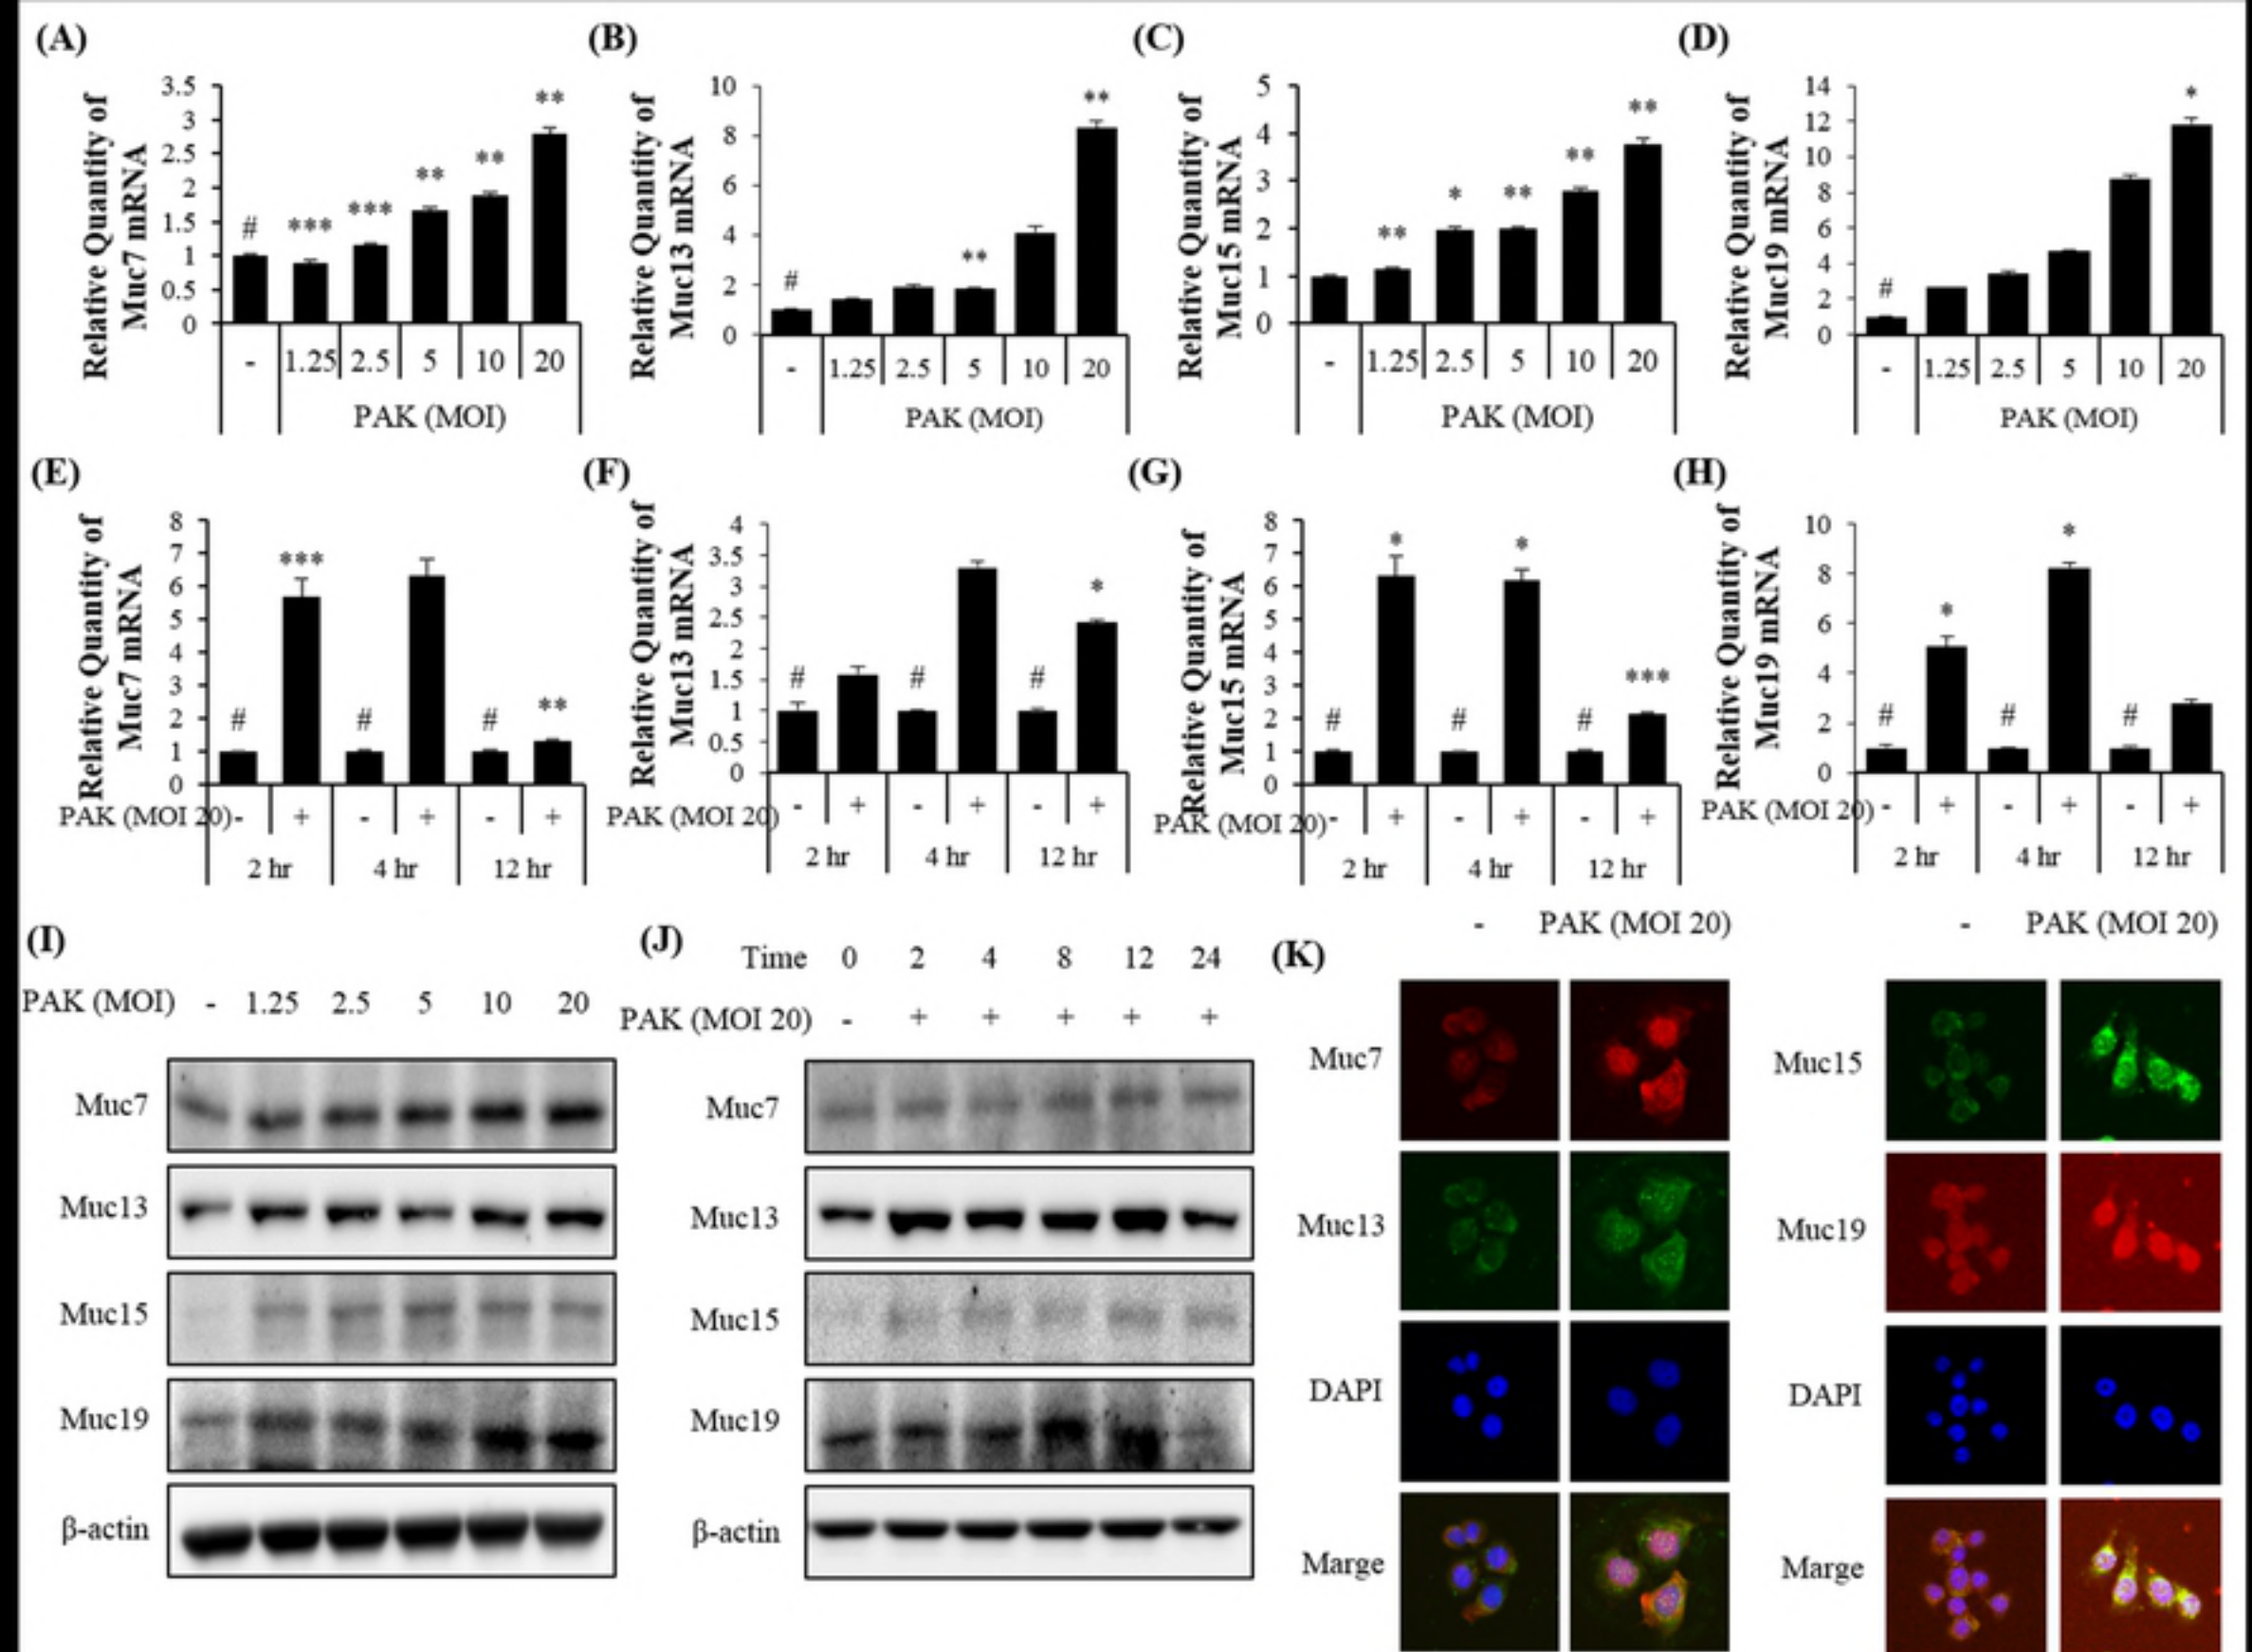 (A)
Relative Quantity of
Muc7 mRNA
3.5
3
2.5
2
1.5
1
0.5
0
# *** *** ** ** **
- 1.25 2.5 5 10 20
PAK (MOI)
(B)
Relative Quantity of
Muc13 mRNA
10
8
6
4
2
0
# ** **
- 1.25 2.5 5 10 20
PAK (MOI)
(C)
Relative Quantity of
Muc15 mRNA
5
4
3
2
1
0
** * ** ** **
- 1.25 2.5 5 10 20
PAK (MOI)
(D)
Relative Quantity of
Muc19 mRNA
14
12
10
8
6
4
2
0
# *
- 1.25 2.5 5 10 20
PAK (MOI)
(E)
Relative Quantity of
Muc7 mRNA
8
7
6
5
4
3
2
1
0
# *** # # **
PAK (MOI 20) - + - + - +
2 hr 4 hr 12 hr
(F)
Relative Quantity of
Muc13 mRNA
4
3.5
3
2.5
2
1.5
1
0.5
0
# # # *
PAK (MOI 20) - + - + - +
2 hr 4 hr 12 hr
(G)
Relative Quantity of
Muc15 mRNA
8
7
6
5
4
3
2
1
0
# * # * # ***
PAK (MOI 20) - + - + - +
2 hr 4 hr 12 hr
(H)
Relative Quantity of
Muc19 mRNA
10
8
6
4
2
0
# * # * #
PAK (MOI 20) - + - + - +
2 hr 4 hr 12 hr
(I)
PAK (MOI) - 1.25 2.5 5 10 20
Muc7
Muc13
Muc15
Muc19
β-actin
(J)
Time 0 2 4 8 12 24
PAK (MOI 20) - + + + + +
Muc7
Muc13
Muc15
Muc19
β-actin
(K)
- PAK (MOI 20)
Muc7
Muc13
DAPI
Marge
- PAK (MOI 20)
Muc15
Muc19
DAPI
Marge